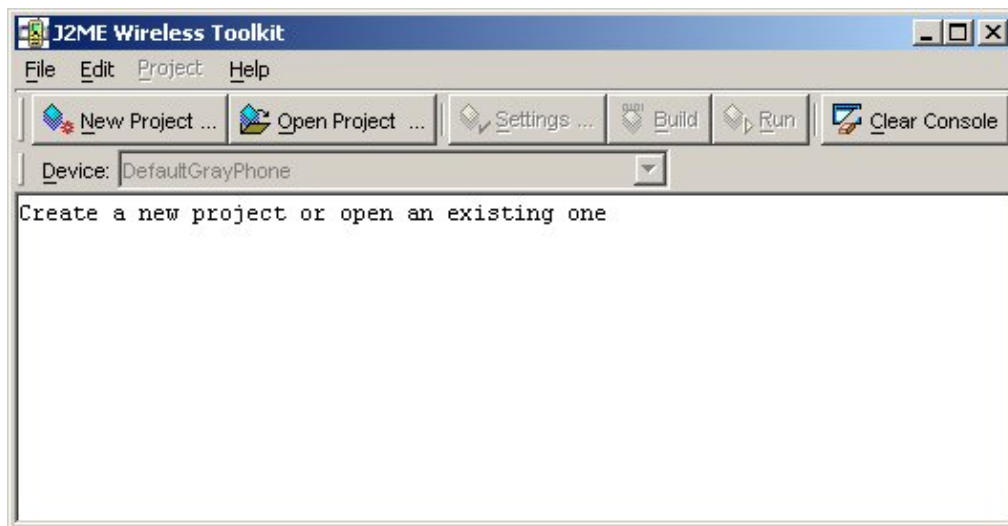 J2ME Wireless Toolkit
File Edit Project Help
New Project ... Open Project ... Settings ... Build Run Clear Console
Device: DefaultGrayPhone
Create a new project or open an existing one